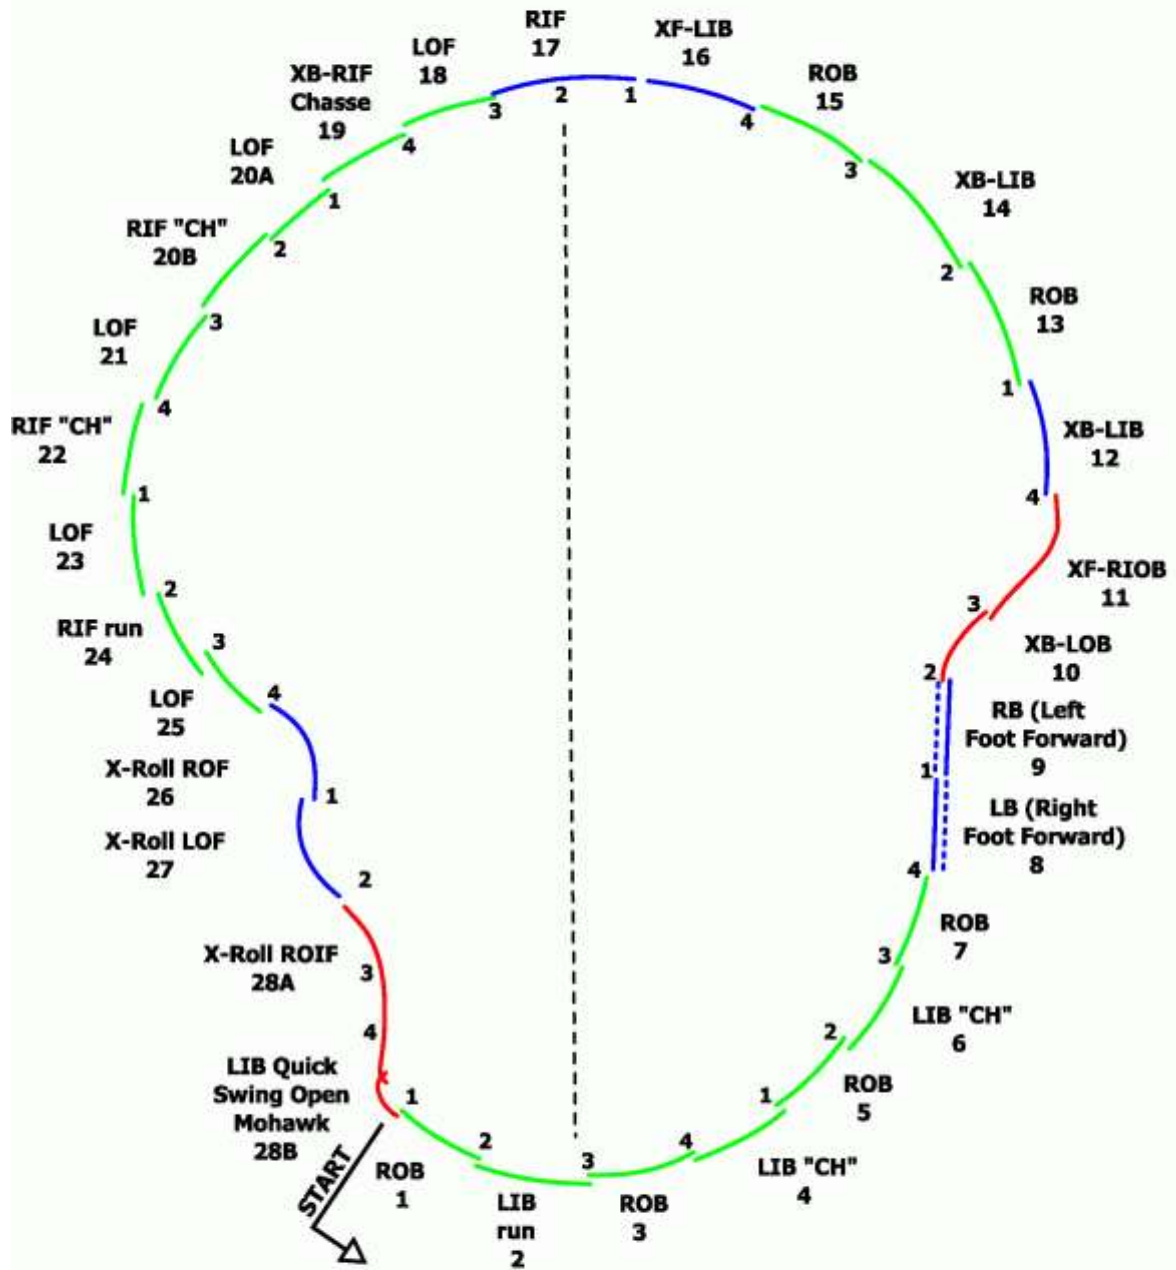 RIF
17
XF-LIB
16
LOF
18
ROB
15
XB-RIF
Chasse
19
2
1
3
4
4
LOF
20A
3
XB-LIB
14
1
RIF "CH"
20B
2
2
ROB
13
3
LOF
21
1
4
RIF "CH"
22
XB-LIB
12
1
4
LOF
23
2
XF-RIOB
11
3
RIF run
24
3
XB-LOB
10
2
4
LOF
25
RB (Left
Foot Forward)
9
X-Roll ROF
26
1
1
LB (Right
Foot Forward)
8
X-Roll LOF
27
2
4
ROB
7
X-Roll ROIF
28A
3
3
LIB "CH"
6
4
2
LIB Quick
Swing Open
Mohawk
28B
ROB
5
1
1
START
2
4
3
LIB "CH"
4
ROB
1
LIB
run
2
ROB
3